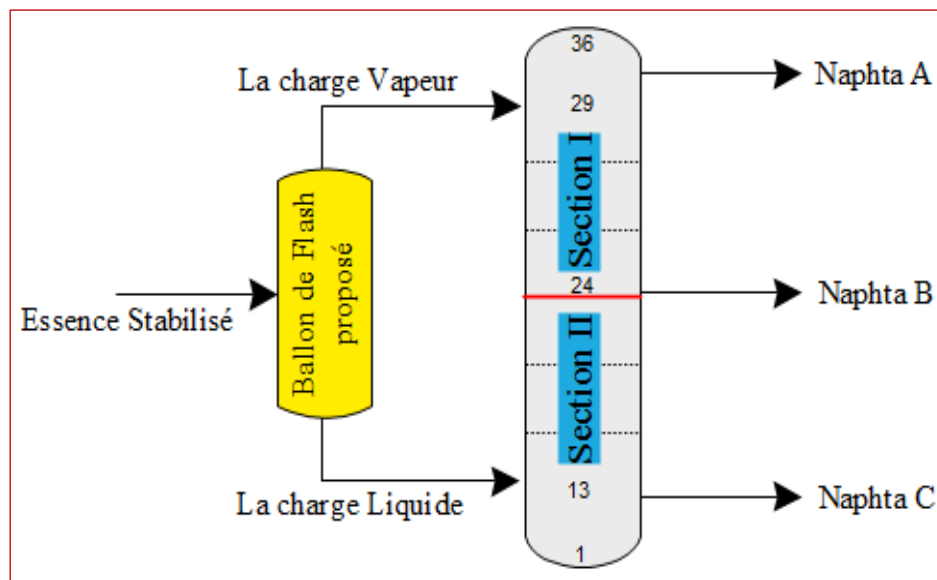 36
La charge Vapeur
Naphta A
29
Section I
Ballon de Flash
proposé
24
Naphta B
Essence Stabilisé
Section II
13
Naphta C
La charge Liquide
1